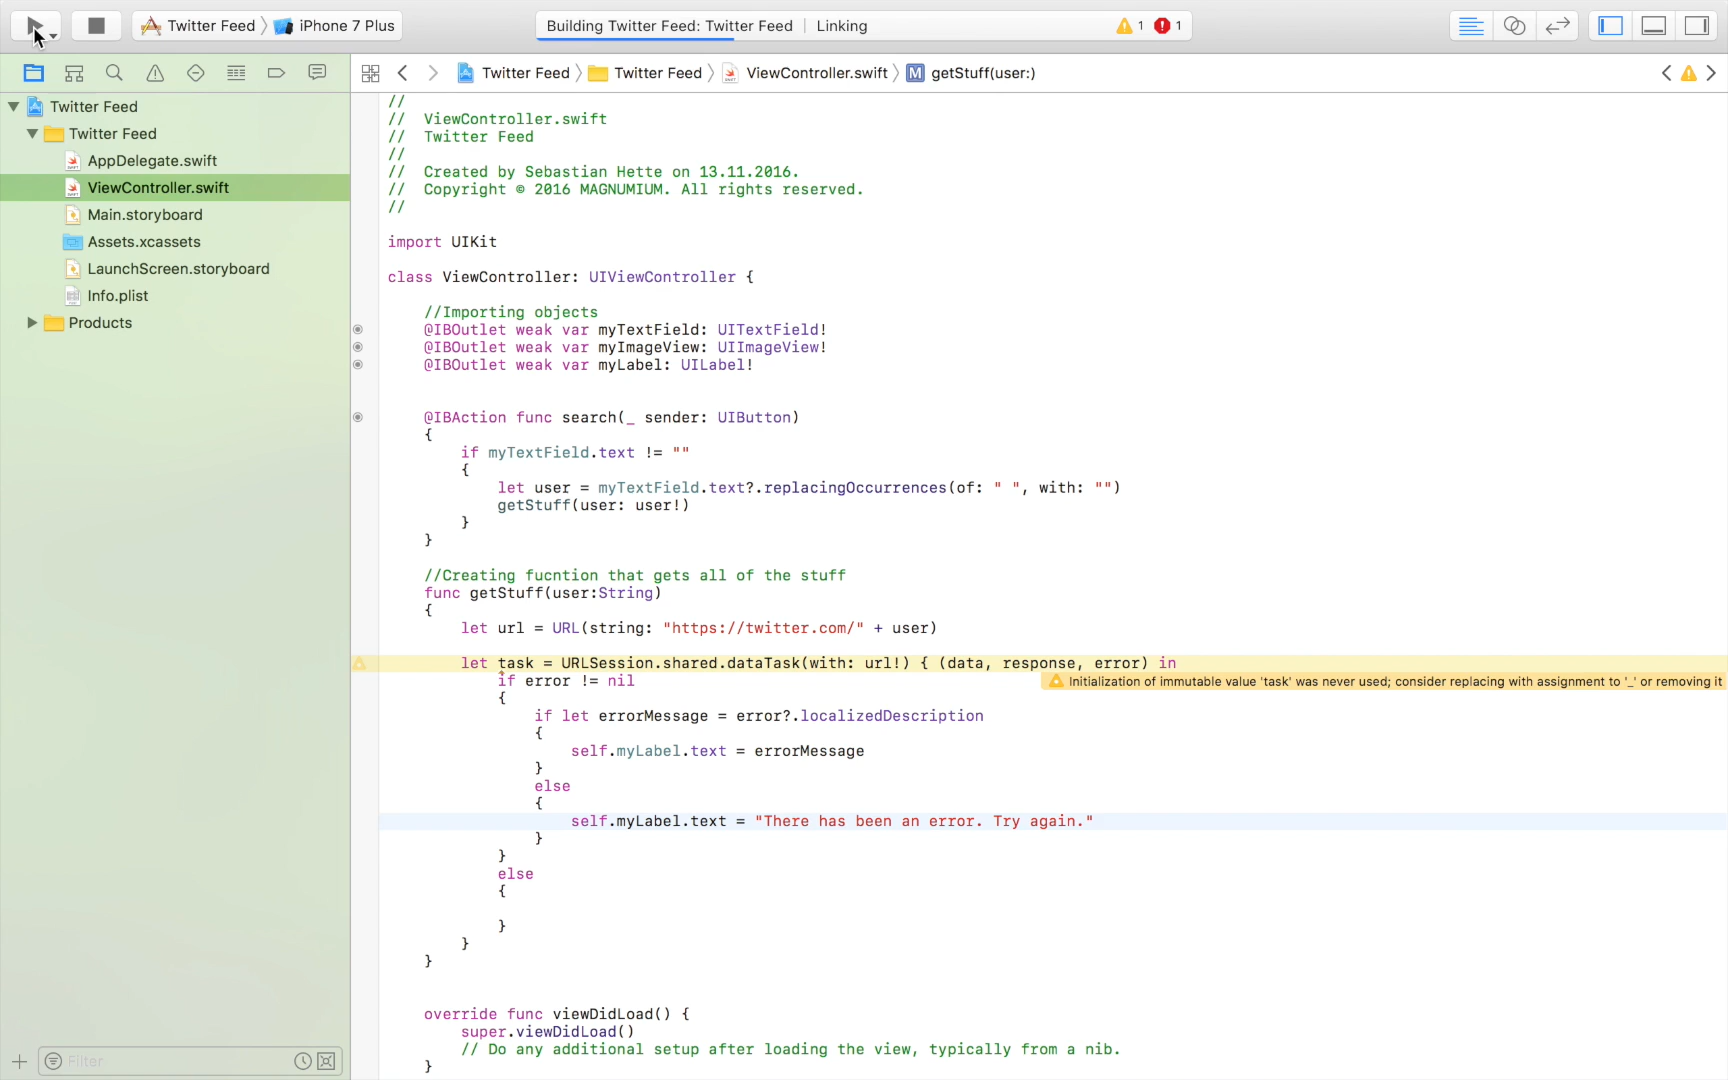 Twitter Feed 〉 iPhone 7 Plus
Building Twitter Feed: Twitter Feed | Linking
1 1
Twitter Feed 〉 Twitter Feed 〉 ViewController.swift 〉 M getStuff(user:)
Twitter Feed
Twitter Feed
AppDelegate.swift
ViewController.swift
Main.storyboard
Assets.xcassets
LaunchScreen.storyboard
Info.plist
Products
Filter
//
// ViewController.swift
// Twitter Feed
//
// Created by Sebastian Hette on 13.11.2016.
// Copyright © 2016 MAGNUMIUM. All rights reserved.
//
import UIKit
class ViewController: UIViewController {
//Importing objects
@IBOutlet weak var myTextField: UITextField!
@IBOutlet weak var myImageView: UIImageView!
@IBOutlet weak var myLabel: UILabel!
@IBAction func search(_ sender: UIButton)
{
if myTextField.text != ""
{
let user = myTextField.text?.replacingOccurrences(of: " ", with: "")
getStuff(user: user!)
}
}
//Creating fucntion that gets all of the stuff
func getStuff(user:String)
{
let url = URL(string: "https://twitter.com/" + user)
let task = URLSession.shared.dataTask(with: url!) { (data, response, error) in
if error != nil
Initialization of immutable value 'task' was never used; consider replacing with assignment to '_' or removing it
{
if let errorMessage = error?.localizedDescription
{
self.myLabel.text = errorMessage
}
else
{
self.myLabel.text = "There has been an error. Try again."
}
}
else
{
}
}
}
override func viewDidLoad() {
super.viewDidLoad()
// Do any additional setup after loading the view, typically from a nib.
}